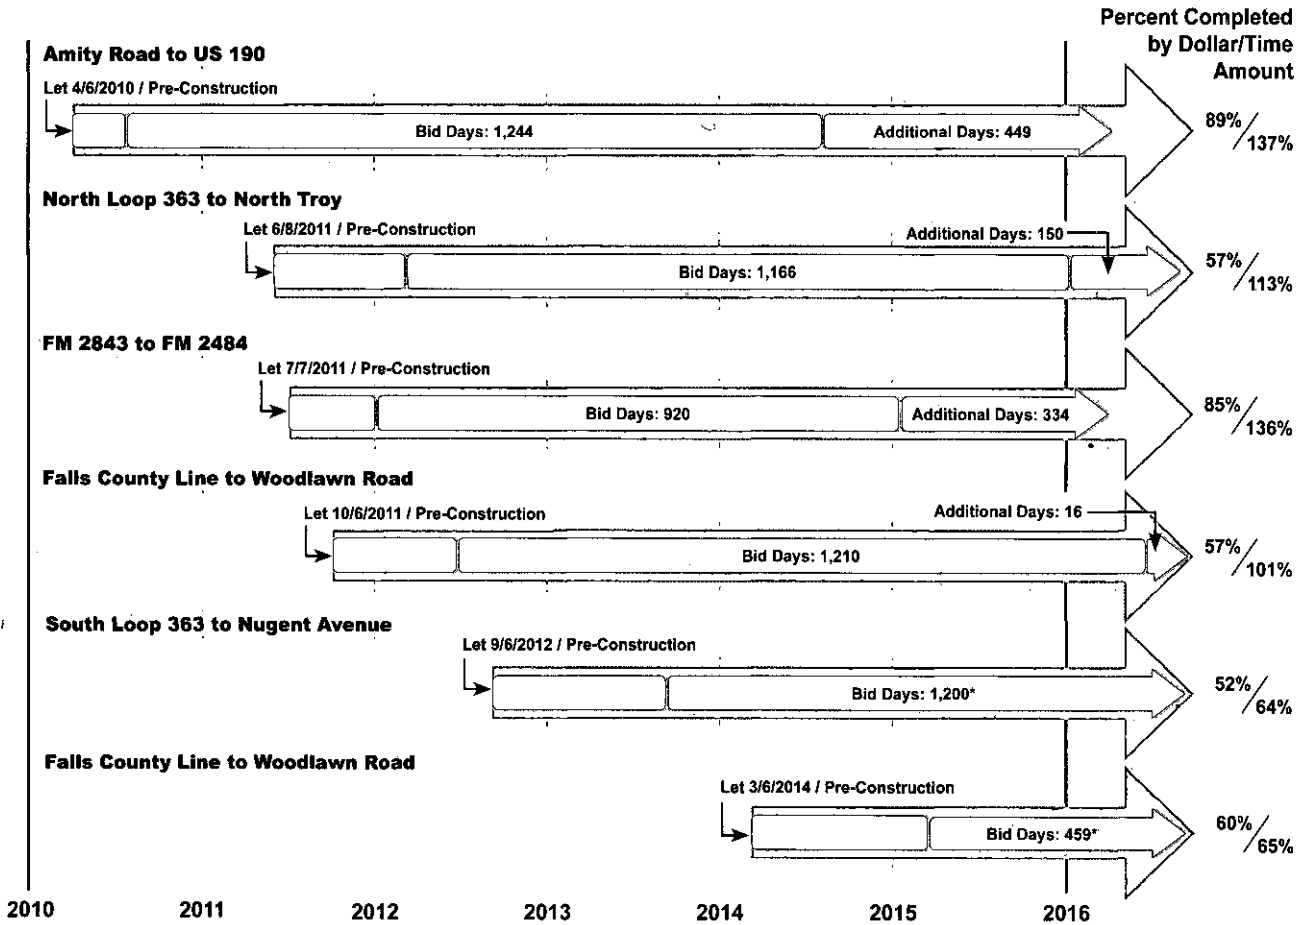 Percent Completed
by Dollar/Time
Amount
Amity Road to US 190
Let 4/6/2010 / Pre-Construction
Bid Days: 1,244
Additional Days: 449
89%/137%
North Loop 363 to North Troy
Let 6/8/2011 / Pre-Construction
Additional Days: 150
Bid Days: 1,166
57%/113%
FM 2843 to FM 2484
Let 7/7/2011 / Pre-Construction
Bid Days: 920
Additional Days: 334
85%/136%
Falls County Line to Woodlawn Road
Let 10/6/2011 / Pre-Construction
Additional Days: 16
Bid Days: 1,210
57%/101%
South Loop 363 to Nugent Avenue
Let 9/6/2012 / Pre-Construction
Bid Days: 1,200*
52%/64%
Falls County Line to Woodlawn Road
Let 3/6/2014 / Pre-Construction
Bid Days: 459*
60%/65%
2010 2011 2012 2013 2014 2015 2016